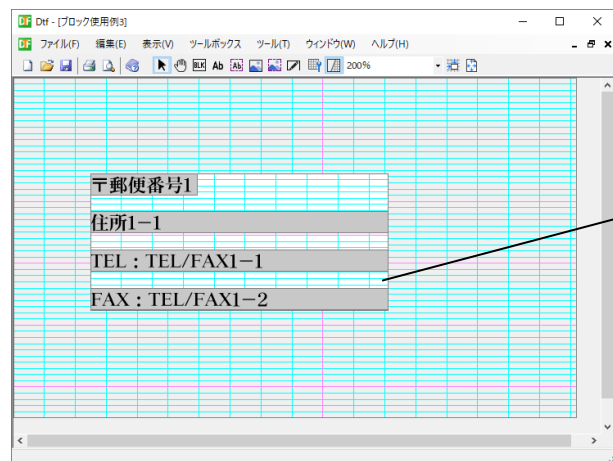 Dtf - [ブロック使用例3]
ファイル(F) 編集(E) 表示(V) ツールボックス ツール(T) ウィンドウ(W) ヘルプ(H)
BLK Ab Ab 200%
〒郵便番号1
住所1−1
TEL：TEL/FAX1−1
FAX：TEL/FAX1−2